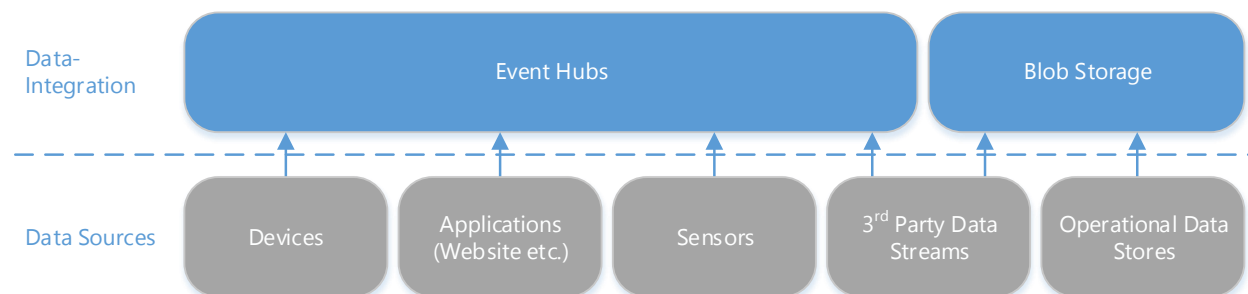 Data-
Integration
Event Hubs
Blob Storage
Data Sources
Devices
Applications
(Website etc.)
Sensors
3rd Party Data
Streams
Operational Data
Stores